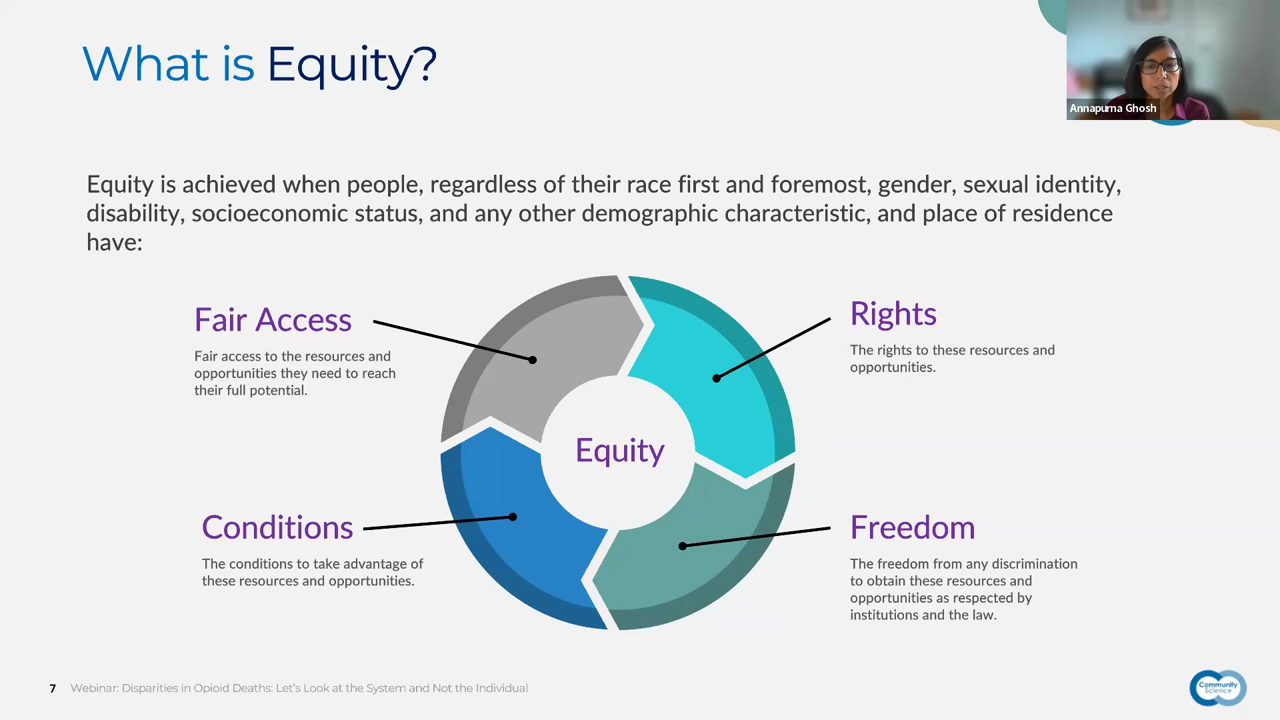 What is Equity?
Annapurna Ghosh
Equity is achieved when people, regardless of their race first and foremost, gender, sexual identity,
disability, socioeconomic status, and any other demographic characteristic, and place of residence
have:
Fair Access
Fair access to the resources and
opportunities they need to reach
their full potential.
Rights
The rights to these resources and
opportunities.
Equity
Conditions
The conditions to take advantage of
these resources and opportunities.
Freedom
The freedom from any discrimination
to obtain these resources and
opportunities as respected by
institutions and the law.
7 Webinar: Disparities in Opioid Deaths: Let's Look at the System and Not the Individual
Community
Science